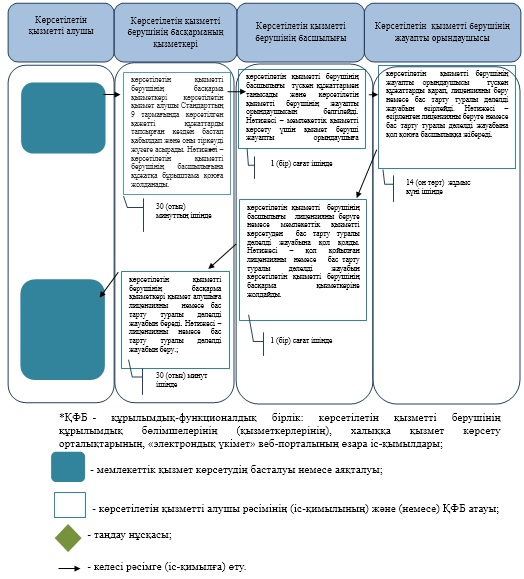 Көрсетілетін
қызметті алушы
Көрсетілетін қызметті
берушінің басқарманың
қызметкері
Көрсетілетін қызметті
берушінің басшылығы
Көрсетілетін қызметті берушінің
жауапты орындаушысы
көрсетілетін қызметті
берушінің басқарма
қызметкері көрсетілетін
қызмет алушы Стандарттың
9 тармағында көрсетілген
қажетті құжаттарды
тапсырған кезден бастап
қабылдап және оны тіркеуді
жүзеге асырады. Нәтижесі –
көрсетілетін қызметті
берушінің басшылығына
құжатқа бұрыштама қоюға
жолданады.
30 (отыз)
минуттың ішінде
көрсетілетін қызметті берушінің
басшылығы түскен құжаттармен
танысады және көрсетілетін
қызметті берушінің жауапты
орындаушысын белгілейді.
Нәтижесі – мемлекеттік қызметті
көрсету үшін қызмет беруші
жауапты орындаушыға
1 (бір) сағат ішінде
көрсетілетін қызметті берушінің
жауапты орындаушысы түскен
құжаттарды қарап, лицензияны беру
немесе бас тарту туралы дәлелді
жауабын әзірлейді. Нәтижесі –
әзірленген лицензияны беруге немесе
бас тарту туралы дәлелді жауабына
қол қоюға басшылыққа жібереді.
14 (он төрт) жұмыс
күні ішінде
көрсетілетін қызметті берушінің
басшылығы лицензияны беруге
немесе мемлекеттік қызметті
көрсетуден бас тарту туралы
дәлелді жауабына қол қояды.
Нәтижесі – қол қойылған
лицензияны немесе бас тарту
туралы дәлелді жауабын
көрсетілетін қызметті берушінің
басқарма қызметкеріне
жолдайды.
1 (бір) сағат ішінде
көрсетілетін қызметті
берушінің басқарма
қызметкері қызмет алушыға
лицензияны немесе бас
тарту туралы дәлелді
жауабын береді. Нәтижесі –
лицензияны немесе бас
тарту туралы дәлелді
жауабын беру.;
30 (отыз) минут
ішінде
*ҚФБ - құрылымдық-функционалдық бірлік: көрсетілетін қызметті берушінің
құрылымдық бөлімшелерінің (қызметкерлерінің), халыққа қызмет көрсету
орталықтарының, «электрондық үкімет» веб-порталының өзара іс-қимылдары;
- мемлекеттік қызмет көрсетудің басталуы немесе аяқталуы;
- көрсетілетін қызметті алушы рәсімінің (іс-қимылының) және (немесе) ҚФБ атауы;
- таңдау нұсқасы;
- келесі рәсімге (іс-қимылға) өту.